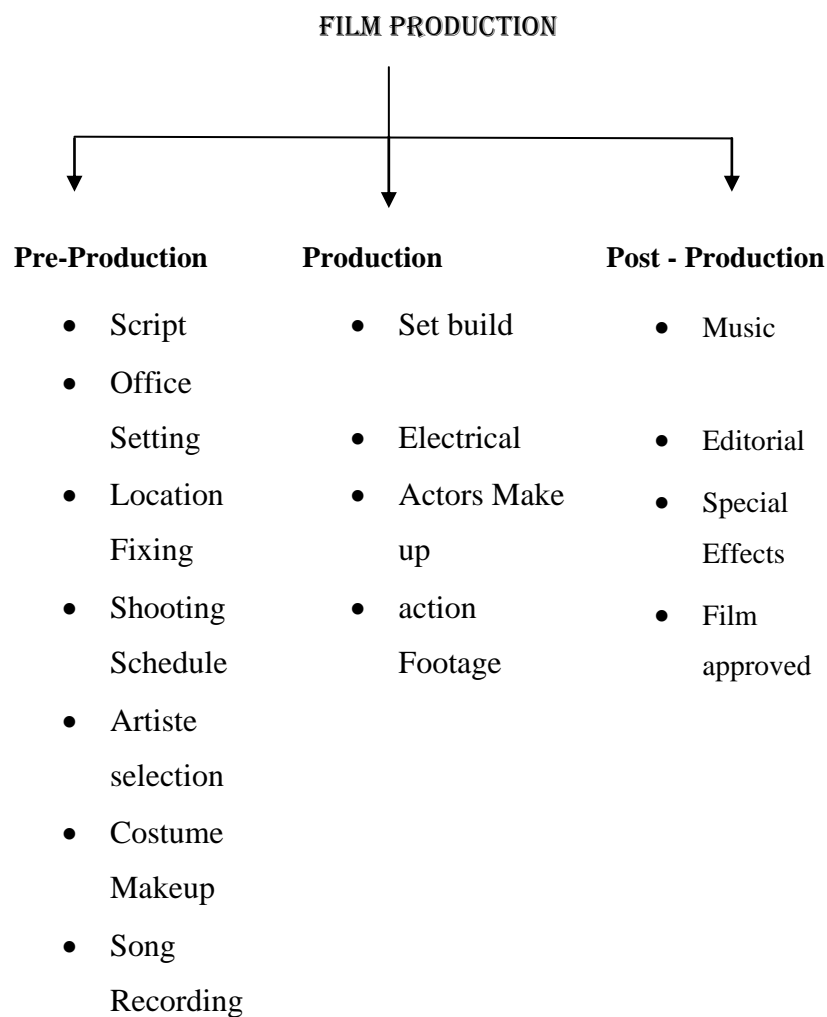 FILM PRODUCTION
Pre-Production
• Script
• Office
Setting
• Location
Fixing
• Shooting
Schedule
• Artiste
selection
• Costume
Makeup
• Song
Recording
Production
• Set build
• Electrical
• Actors Make
up
• action
Footage
Post - Production
• Music
• Editorial
• Special
Effects
• Film
approved